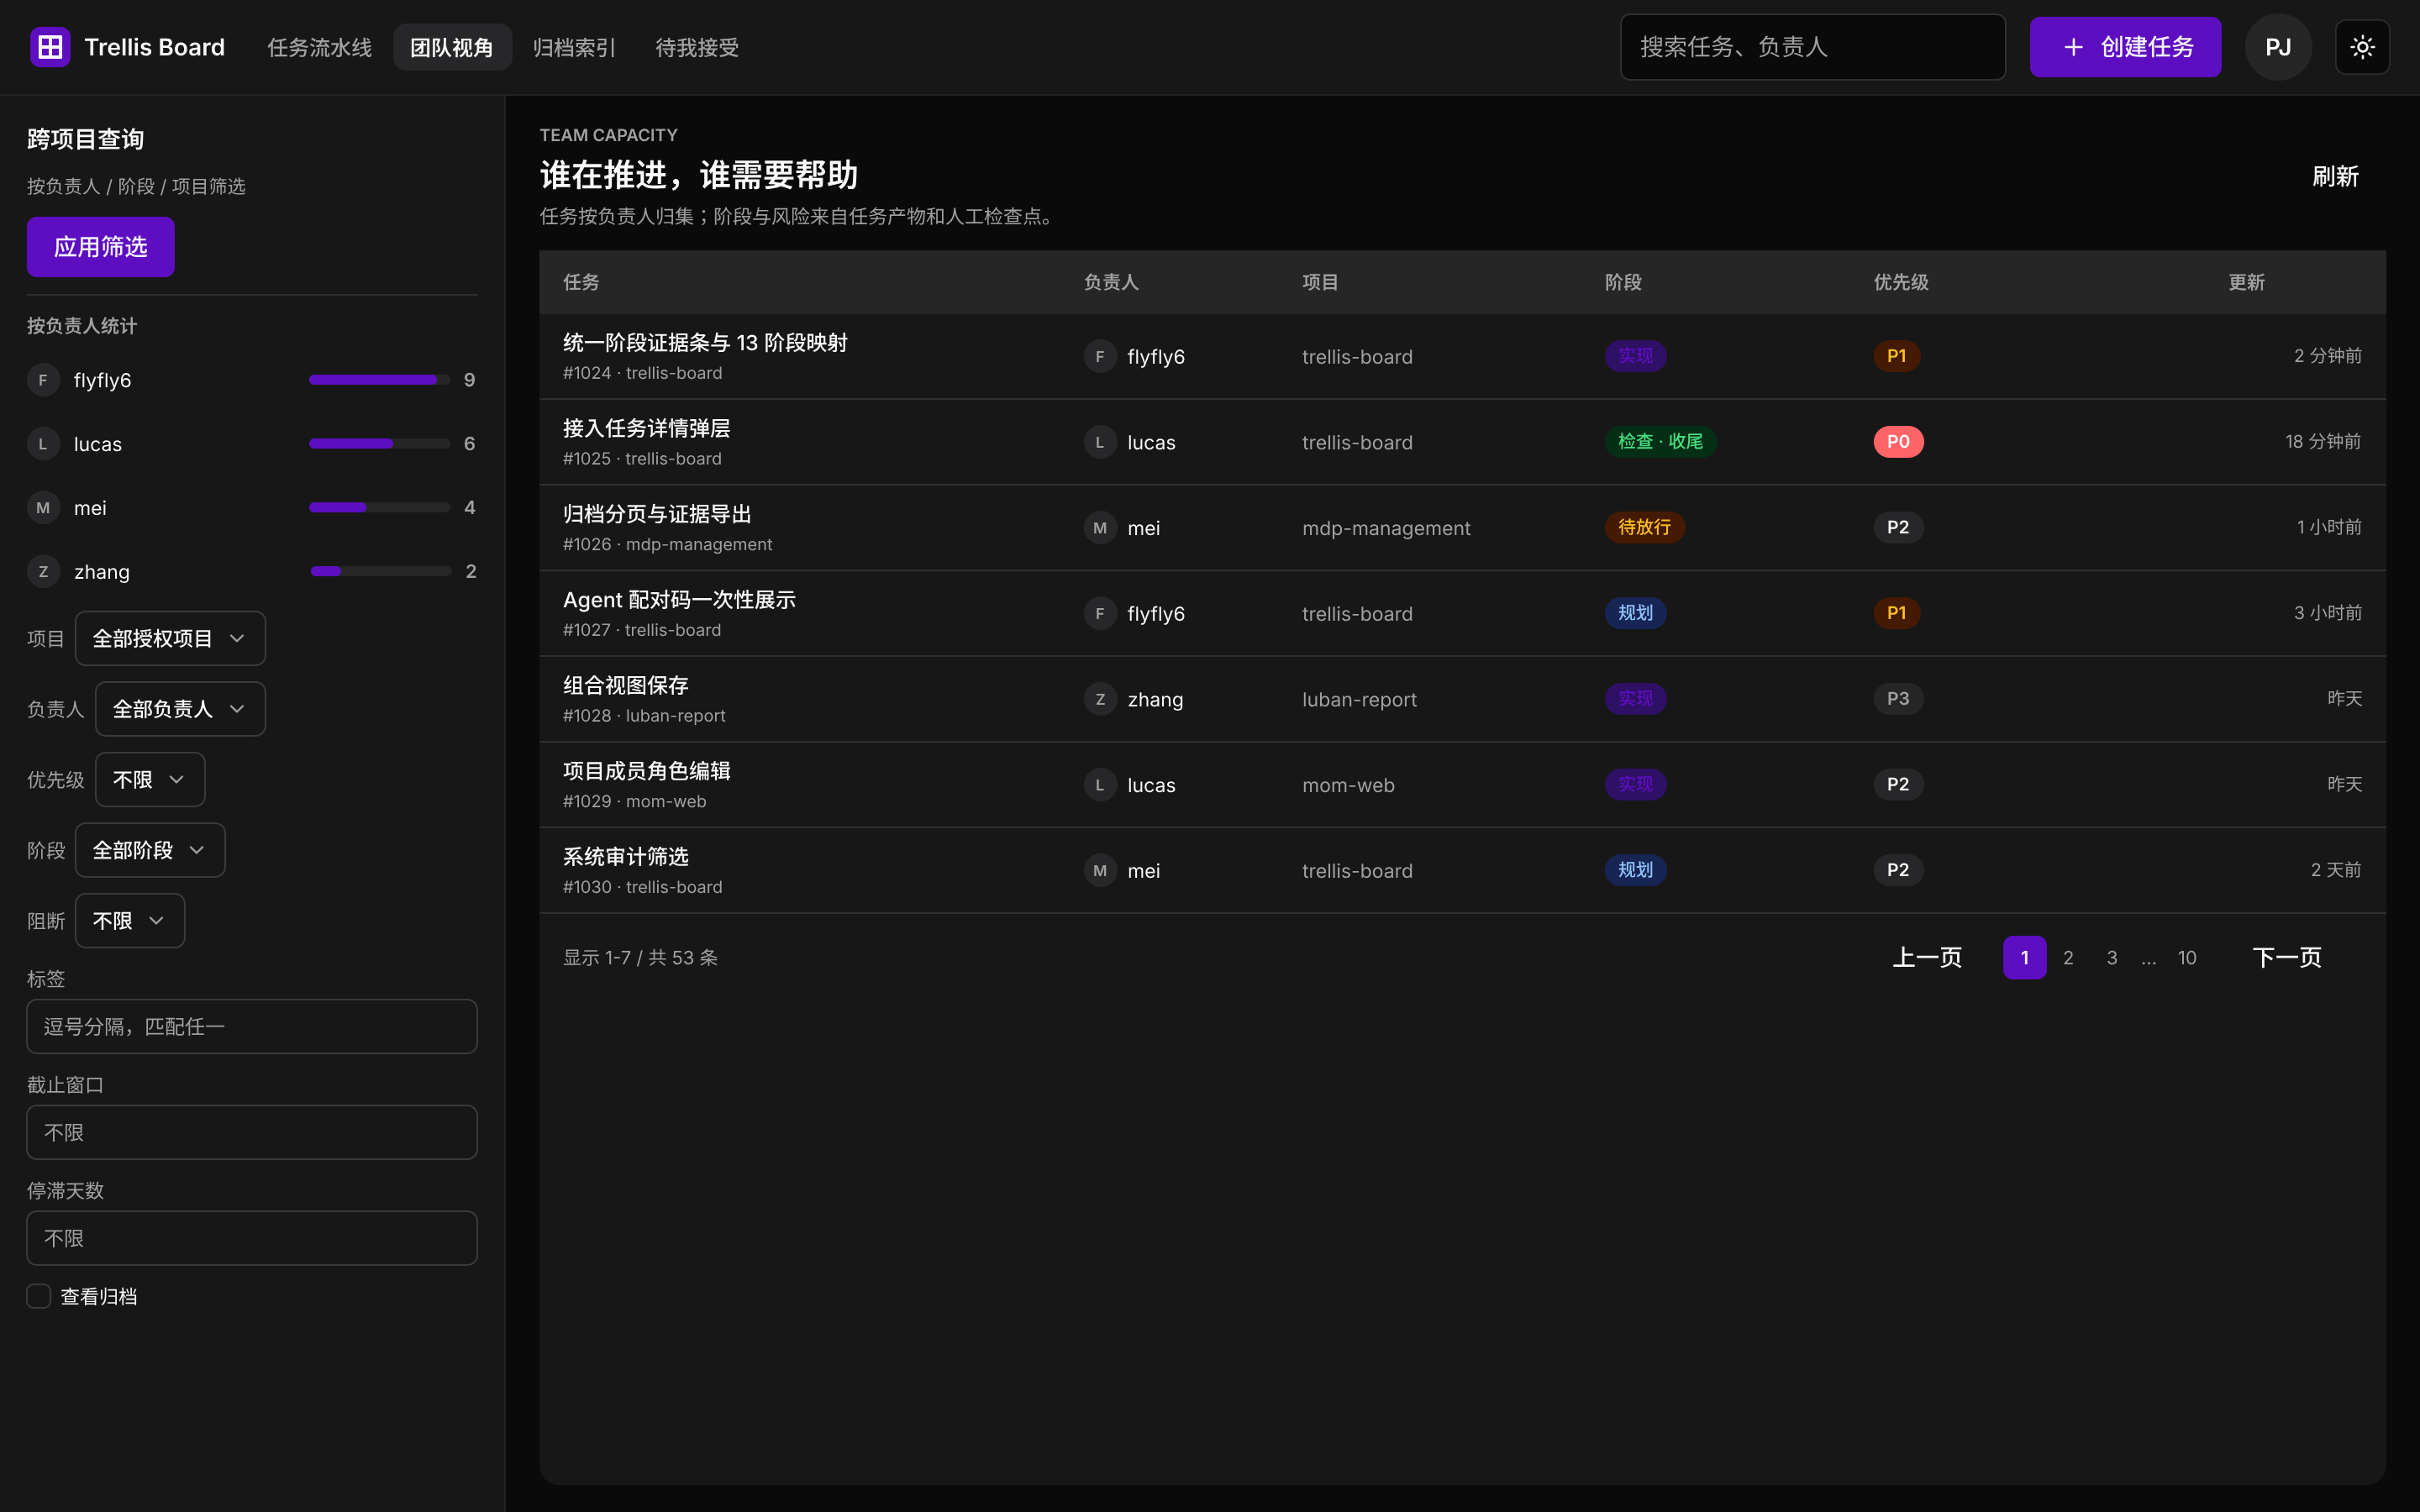 Trellis Board
任务流水线
团队视角
归档索引
待我接受
搜索任务、负责人
创建任务
PJ
跨项目查询
按负责人 / 阶段 / 项目筛选
应用筛选
按负责人统计
F flyfly6 9
L lucas 6
M mei 4
Z zhang 2
项目 全部授权项目
负责人 全部负责人
优先级 不限
阶段 全部阶段
阻断 不限
标签
逗号分隔，匹配任一
截止窗口
不限
停滞天数
不限
查看归档
TEAM CAPACITY
谁在推进，谁需要帮助
任务按负责人归集；阶段与风险来自任务产物和人工检查点。
刷新
任务 负责人 项目 阶段 优先级 更新
统一阶段证据条与 13 阶段映射
#1024 · trellis-board
F flyfly6 trellis-board 实现 P1 2 分钟前
接入任务详情弹层
#1025 · trellis-board
L lucas trellis-board 检查 · 收尾 P0 18 分钟前
归档分页与证据导出
#1026 · mdp-management
M mei mdp-management 待放行 P2 1 小时前
Agent 配对码一次性展示
#1027 · trellis-board
F flyfly6 trellis-board 规划 P1 3 小时前
组合视图保存
#1028 · luban-report
Z zhang luban-report 实现 P3 昨天
项目成员角色编辑
#1029 · mom-web
L lucas mom-web 实现 P2 昨天
系统审计筛选
#1030 · trellis-board
M mei trellis-board 规划 P2 2 天前
显示 1-7 / 共 53 条
上一页 1 2 3 ... 10 下一页